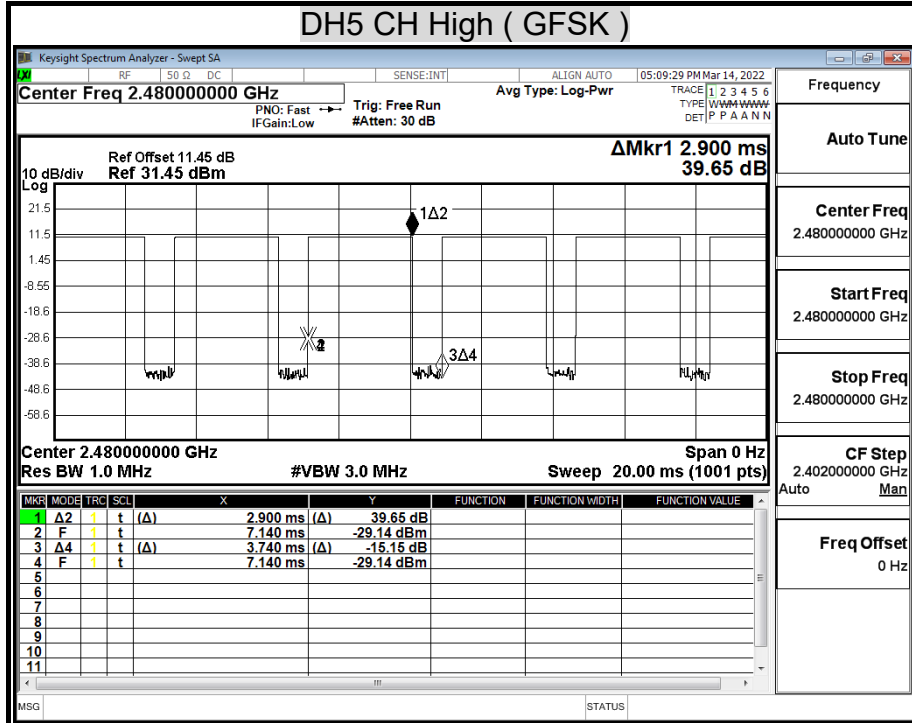 DH5 CH High ( GFSK )
Keysight Spectrum Analyzer - Swept SA
LXI RF 50 Ω DC SENSE:INT ALIGN AUTO 05:09:29 PM Mar 14, 2022
Center Freq 2.480000000 GHz
PNO: Fast
IFGain:Low
Trig: Free Run
#Atten: 30 dB
Avg Type: Log-Pwr
TRACE 1 2 3 4 5 6
TYPE WWMWWWW
DET P P A A N N
Ref Offset 11.45 dB
10 dB/div Ref 31.45 dBm
Log
ΔMkr1 2.900 ms
39.65 dB
21.5
11.5
1.45
-8.55
-18.6
-28.6
-38.6
-48.6
-58.6
1Δ2
2
3Δ4
Center 2.480000000 GHz Span 0 Hz
Res BW 1.0 MHz #VBW 3.0 MHz Sweep 20.00 ms (1001 pts)
MKR MODE TRC SCL X Y FUNCTION FUNCTION WIDTH FUNCTION VALUE
1 Δ2 1 t (Δ) 2.900 ms (Δ) 39.65 dB
2 F 1 t 7.140 ms -29.14 dBm
3 Δ4 1 t (Δ) 3.740 ms (Δ) -15.15 dB
4 F 1 t 7.140 ms -29.14 dBm
5
6
7
8
9
10
11
MSG STATUS
Frequency
Auto Tune
Center Freq
2.480000000 GHz
Start Freq
2.480000000 GHz
Stop Freq
2.480000000 GHz
CF Step
2.402000000 GHz
Auto Man
Freq Offset
0 Hz